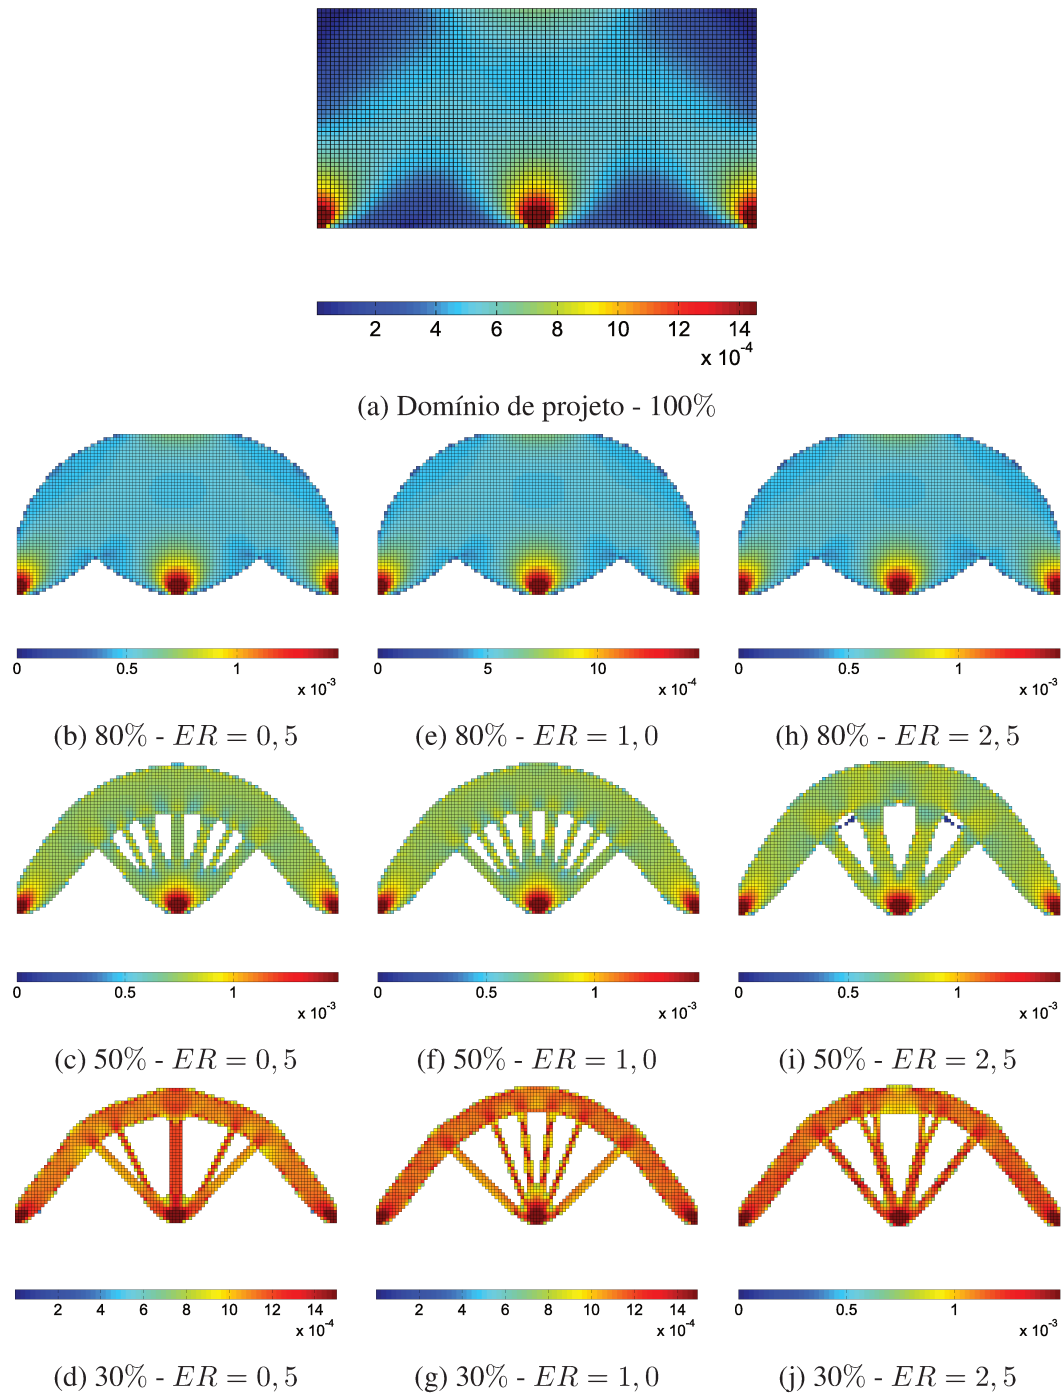 2 4 6 8 10 12 14
x 10-4
(a) Domínio de projeto - 100%
0 0.5 1
x 10-3
0 5 10
x 10-4
0 0.5 1
x 10-3
(b) 80% - ER = 0,5
(e) 80% - ER = 1,0
(h) 80% - ER = 2,5
0 0.5 1
x 10-3
0 0.5 1
x 10-3
0 0.5 1
x 10-3
(c) 50% - ER = 0,5
(f) 50% - ER = 1,0
(i) 50% - ER = 2,5
2 4 6 8 10 12 14
x 10-4
2 4 6 8 10 12 14
x 10-4
0 0.5 1
x 10-3
(d) 30% - ER = 0,5
(g) 30% - ER = 1,0
(j) 30% - ER = 2,5